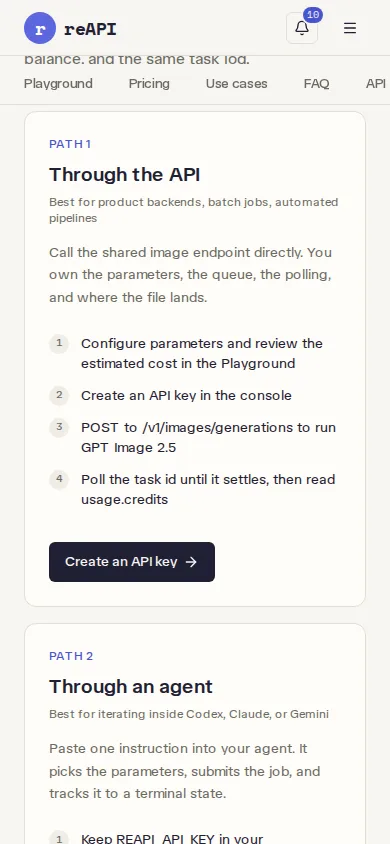 r reAPI
10
balance, and the same task log.
Playground Pricing Use cases FAQ API
PATH 1
Through the API
Best for product backends, batch jobs, automated
pipelines
Call the shared image endpoint directly. You
own the parameters, the queue, the polling,
and where the file lands.
1 Configure parameters and review the
estimated cost in the Playground
2 Create an API key in the console
3 POST to /v1/images/generations to run
GPT Image 2.5
4 Poll the task id until it settles, then read
usage.credits
Create an API key →
PATH 2
Through an agent
Best for iterating inside Codex, Claude, or Gemini
Paste one instruction into your agent. It
picks the parameters, submits the job, and
tracks it to a terminal state.
1 Keep REAPI_API_KEY in your